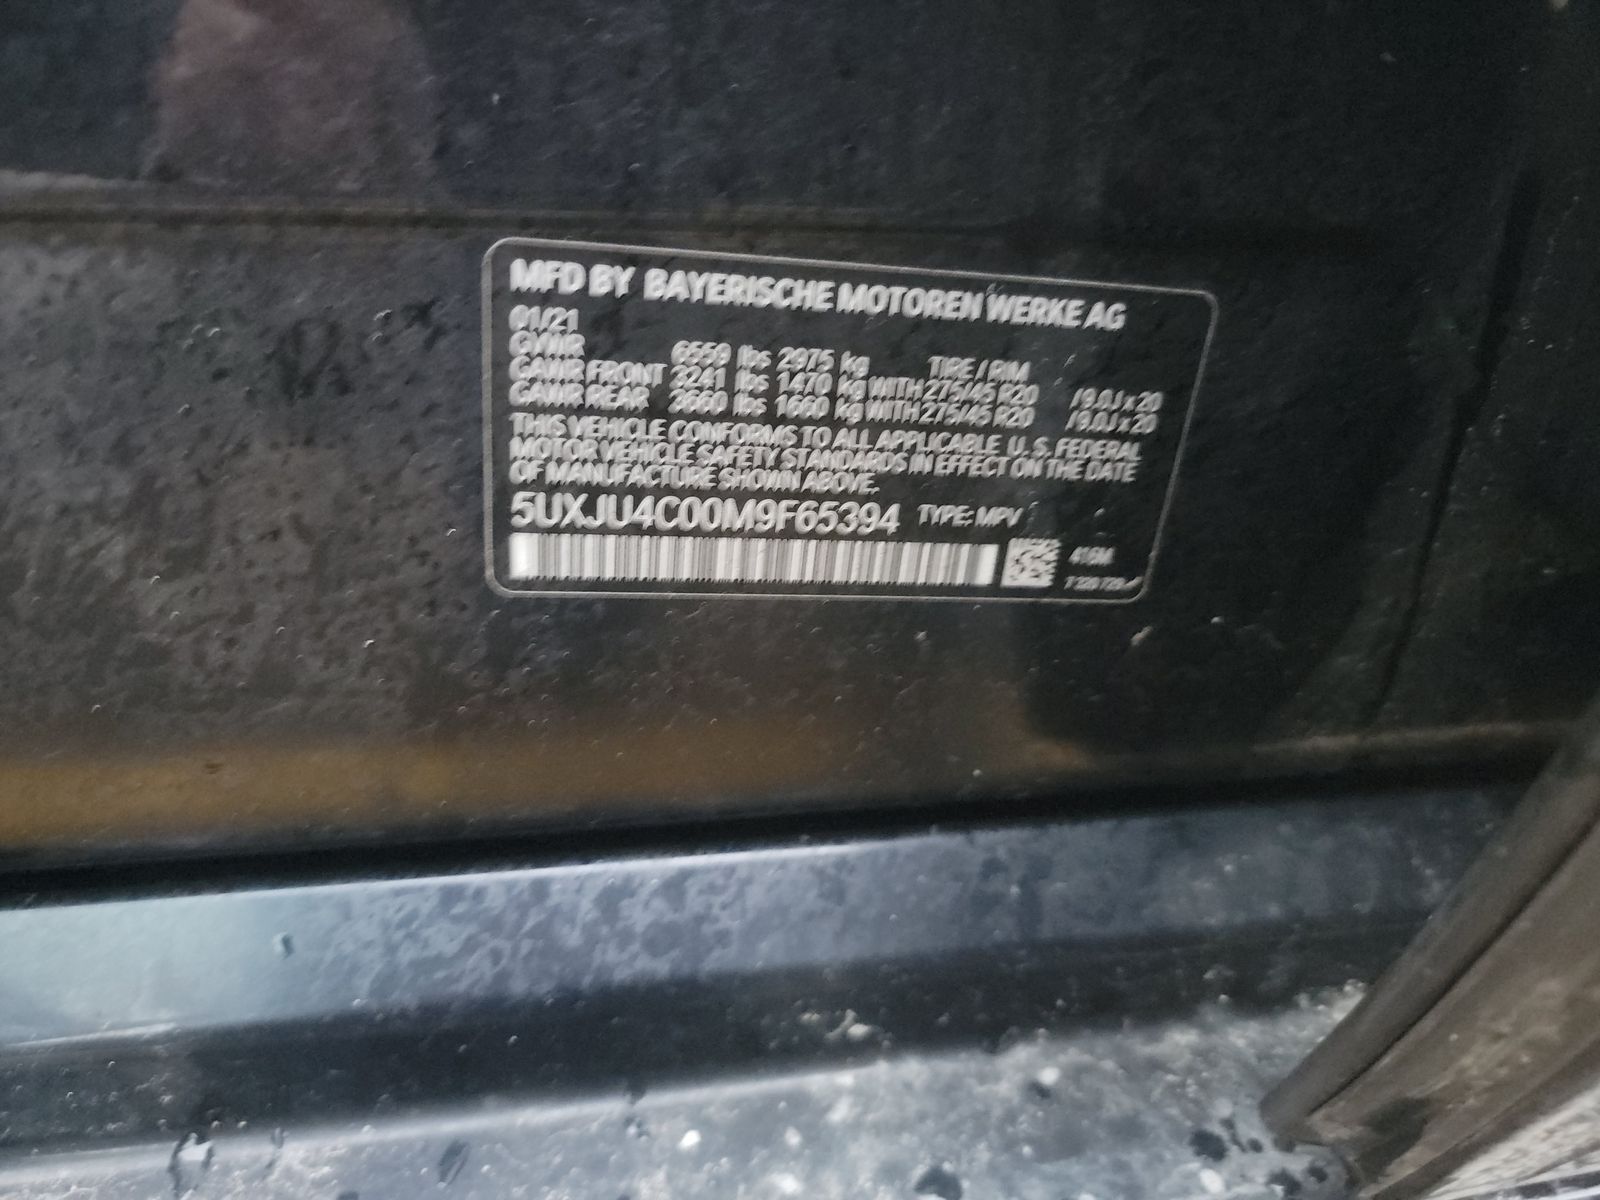 MFD BY BAYERISCHE MOTOREN WERKE AG
01/21
GVWR 6559 lbs 2975 kg TIRE / RIM
GAWR FRONT 3241 lbs 1470 kg WITH 275/45 R20 / 9.0J x 20
GAWR REAR 3660 lbs 1660 kg WITH 275/45 R20 / 9.0J x 20
THIS VEHICLE CONFORMS TO ALL APPLICABLE U. S. FEDERAL
MOTOR VEHICLE SAFETY STANDARDS IN EFFECT ON THE DATE
OF MANUFACTURE SHOWN ABOVE.
5UXJU4C00M9F65394 TYPE: MPV
416M